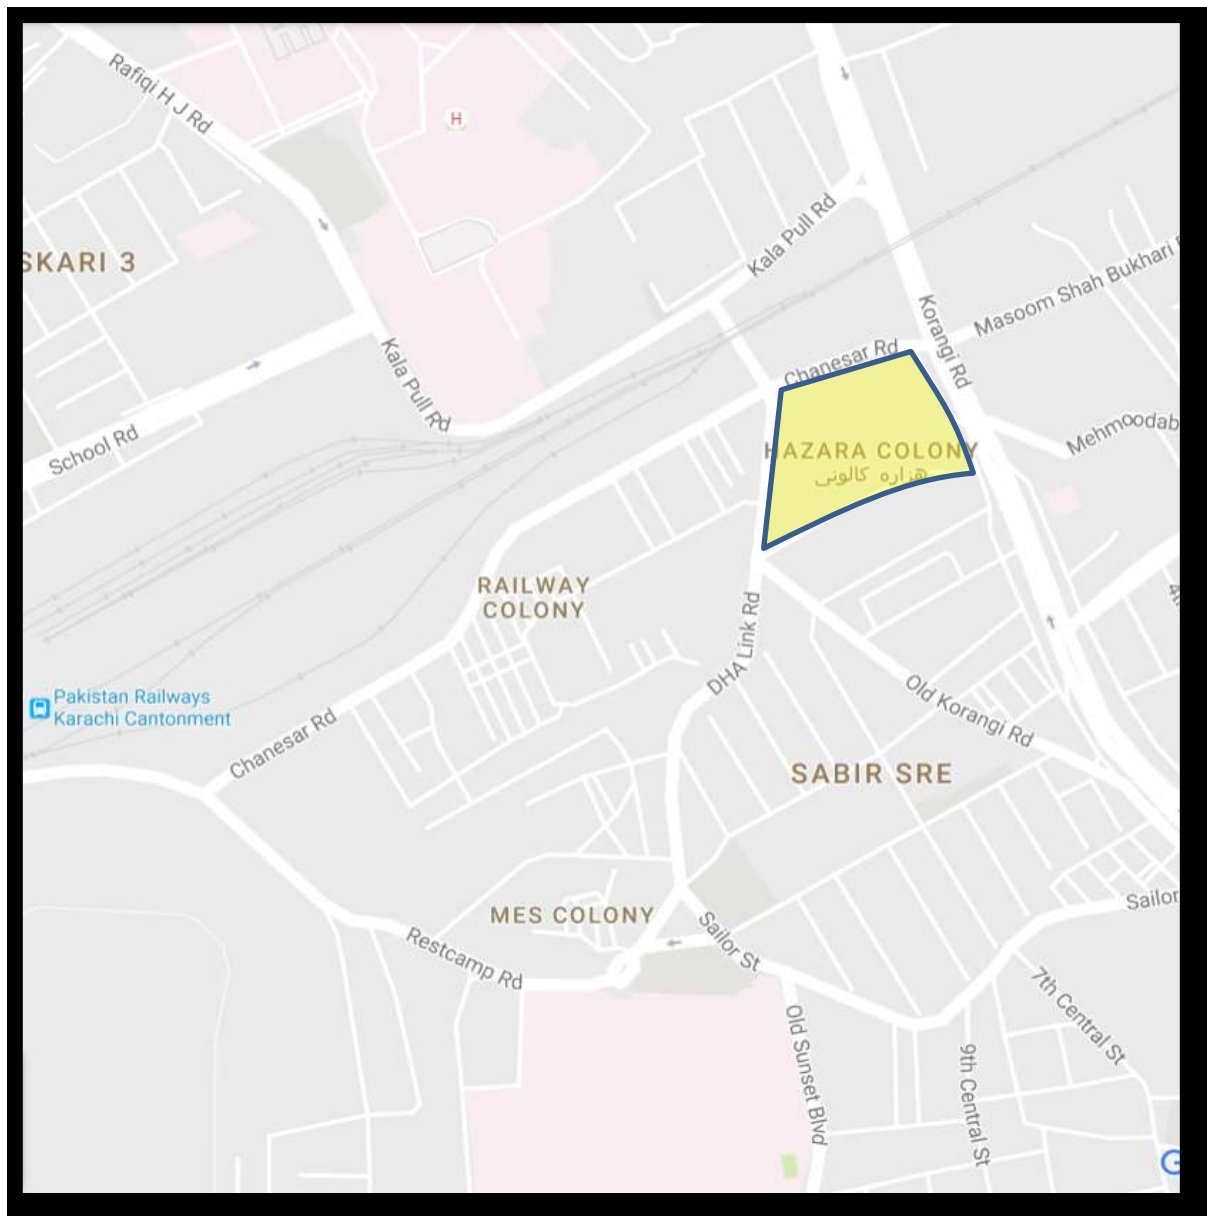 Rafiqi H J Rd
H
Kala Pull Rd
SKARI 3
Masoom Shah Bukhari
Korangi Rd
Chanesar Rd
Kala Pull Rd
School Rd
Mehmoodab
HAZARA COLONY
هزاره کالونی
RAILWAY
COLONY
DHA Link Rd
Old Korangi Rd
Pakistan Railways
Karachi Cantonment
Chanesar Rd
SABIR SRE
MES COLONY
Sailor
Sailor St
Restcamp Rd
7th Central St
Old Sunset Blvd
9th Central St
G